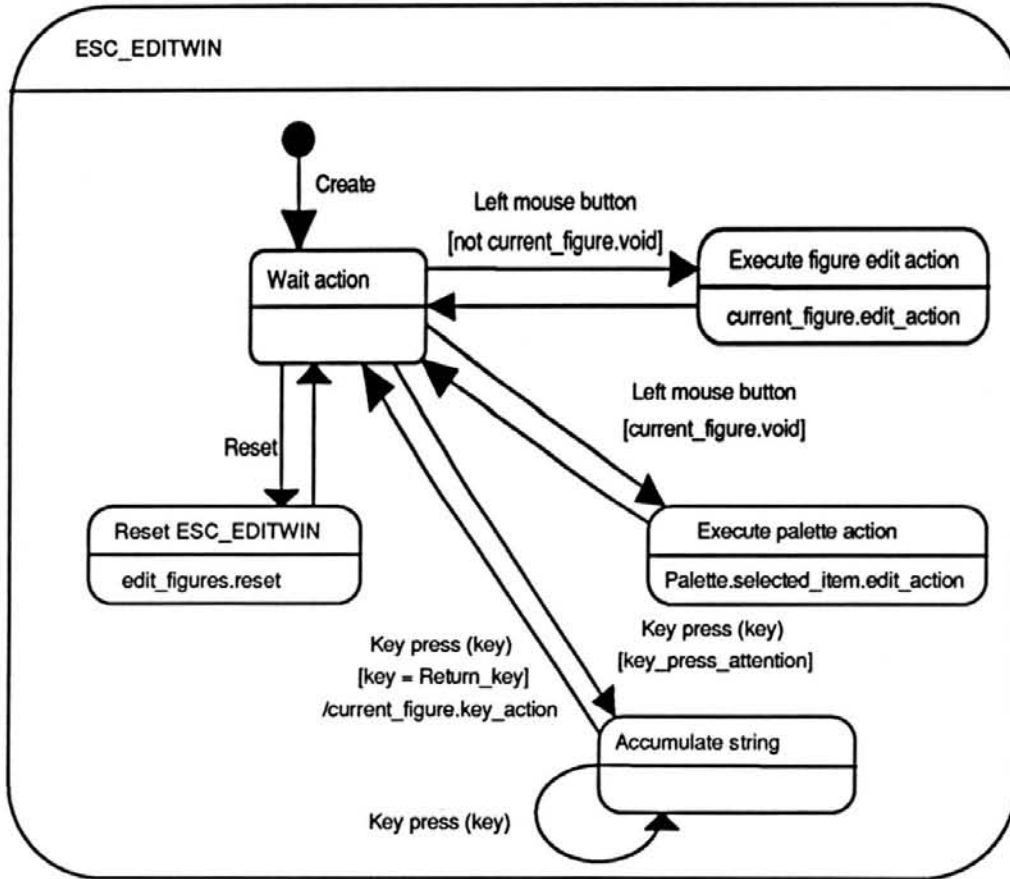 ESC_EDITWIN
Create
Left mouse button
[not current_figure.void]
Wait action
Execute figure edit action
current_figure.edit_action
Left mouse button
[current_figure.void]
Reset
Reset ESC_EDITWIN
edit_figures.reset
Execute palette action
Palette.selected_item.edit_action
Key press (key)
[key = Return_key]
/current_figure.key_action
Key press (key)
[key_press_attention]
Accumulate string
Key press (key)